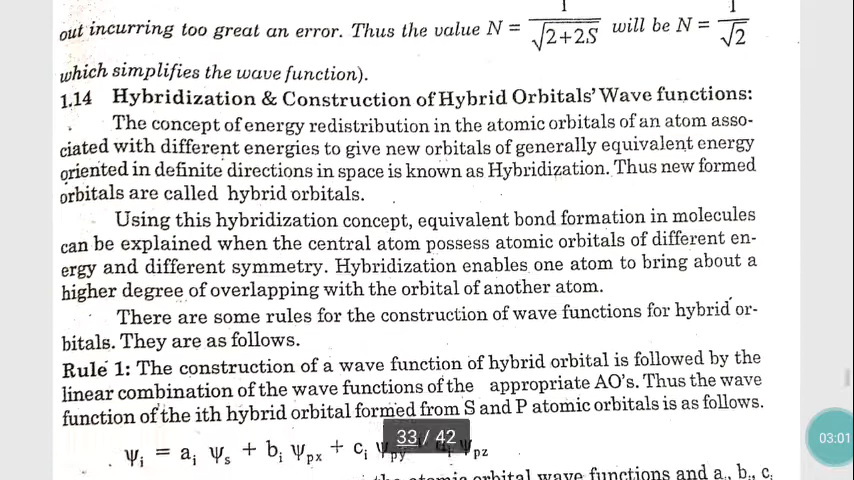 out incurring too great an error. Thus the value N = 1/√2+2S will be N = 1/√2
which simplifies the wave function).
1.14 Hybridization & Construction of Hybrid Orbitals' Wave functions:
The concept of energy redistribution in the atomic orbitals of an atom asso-
ciated with different energies to give new orbitals of generally equivalent energy
oriented in definite directions in space is known as Hybridization. Thus new formed
orbitals are called hybrid orbitals.
Using this hybridization concept, equivalent bond formation in molecules
can be explained when the central atom possess atomic orbitals of different en-
ergy and different symmetry. Hybridization enables one atom to bring about a
higher degree of overlapping with the orbital of another atom.
There are some rules for the construction of wave functions for hybrid or-
bitals. They are as follows.
Rule 1: The construction of a wave function of hybrid orbital is followed by the
linear combination of the wave functions of the appropriate AO's. Thus the wave
function of the ith hybrid orbital formed from S and P atomic orbitals is as follows.
33 / 42
03:01
ψi = ai ψs + bi ψpx + ci ψpy ψpz
orbital wave functions and ai, bi, ci